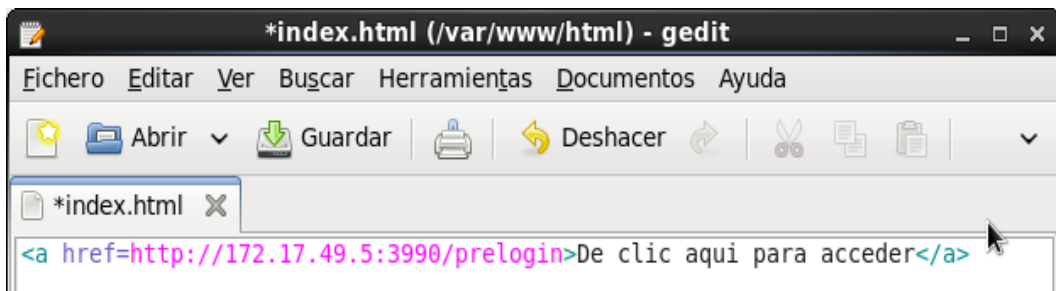 *index.html (/var/www/html) - gedit
Fichero Editar Ver Buscar Herramientas Documentos Ayuda
Abrir Guardar Deshacer
*index.html
<a href=http://172.17.49.5:3990/prelogin>De clic aqui para acceder</a>